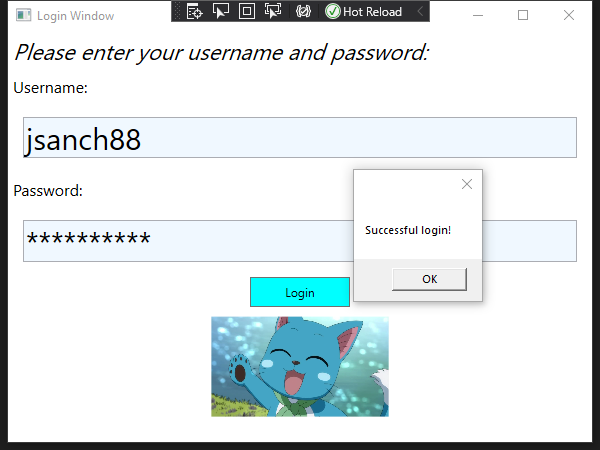 Login Window
Hot Reload
Please enter your username and password:
Username:
jsanch88
Password:
**********
Successful login!
OK
Login